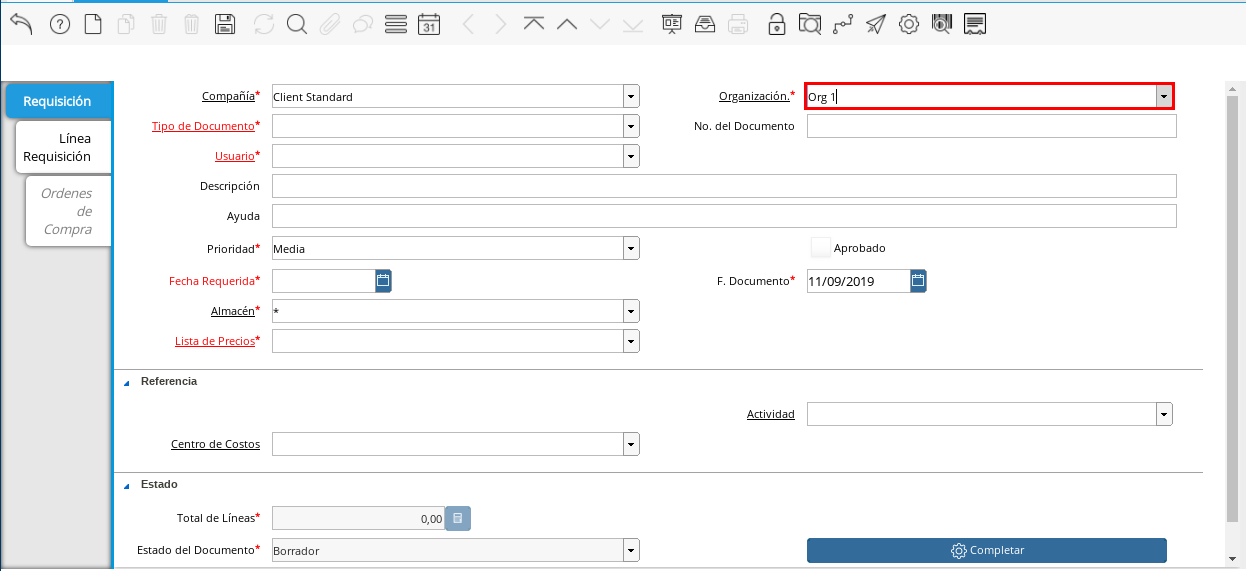 31
Requisición
Línea
Requisición
Ordenes
de
Compra
Compañía* Client Standard Organización.* Org 1
Tipo de Documento* No. del Documento
Usuario*
Descripción
Ayuda
Prioridad* Media Aprobado
Fecha Requerida* F. Documento* 11/09/2019
Almacén* *
Lista de Precios*
Referencia
Actividad
Centro de Costos
Estado
Total de Líneas* 0,00
Estado del Documento* Borrador Completar